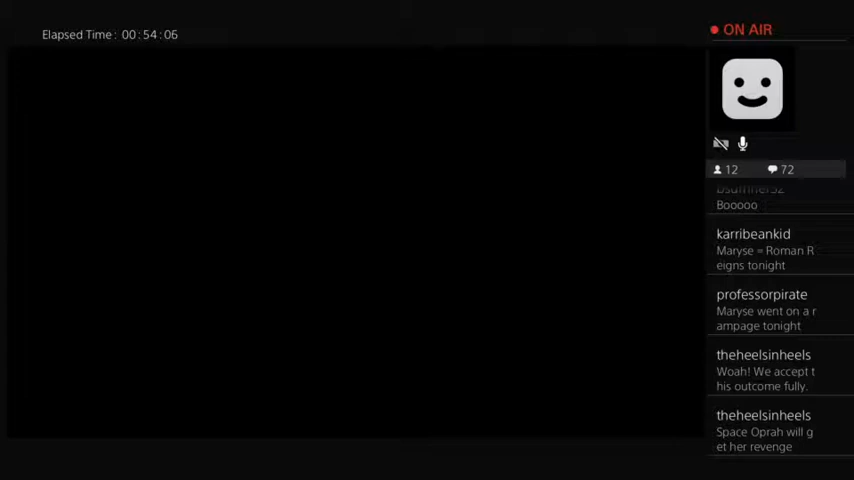 Elapsed Time: 00:54:06
ON AIR
12 72
Booooo
karribeankid
Maryse = Roman R
eigns tonight
professorpirate
Maryse went on a r
ampage tonight
theheelsinheels
Woah! We accept t
his outcome fully.
theheelsinheels
Space Oprah will g
et her revenge